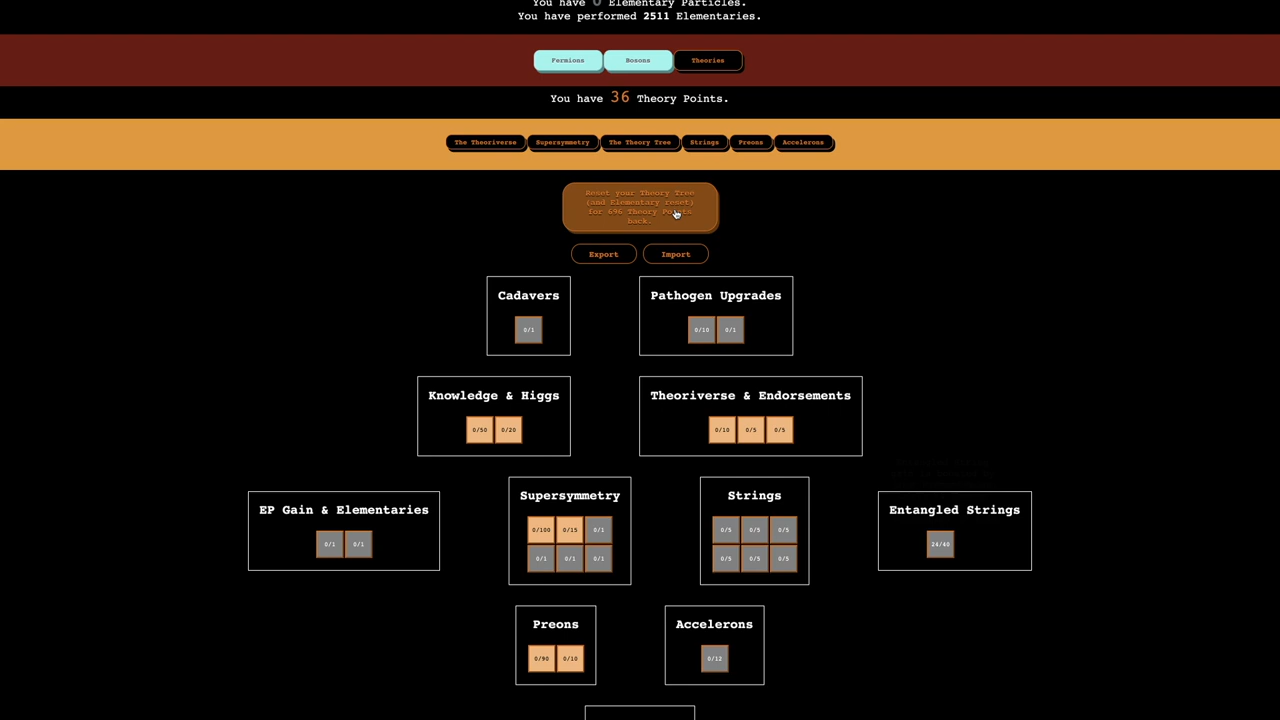 You have 0 Elementary Particles.
You have performed 2511 Elementaries.
Fermions Bosons Theories
You have 36 Theory Points.
The Theoriverse Supersymmetry The Theory Tree Strings Preons Accelerons
Reset your Theory Tree
(and Elementary reset)
for 696 Theory Points
back.
Export Import
Cadavers Pathogen Upgrades
0/1 0/10 0/1
Knowledge & Higgs Theoriverse & Endorsements
0/50 0/20 0/10 0/5 0/5
Supersymmetry Strings
EP Gain & Elementaries Entangled Strings
0/100 0/15 0/1 0/5 0/5 0/5
0/1 0/1 24/40
0/1 0/1 0/1 0/5 0/5 0/5
Preons Accelerons
0/90 0/10 0/12